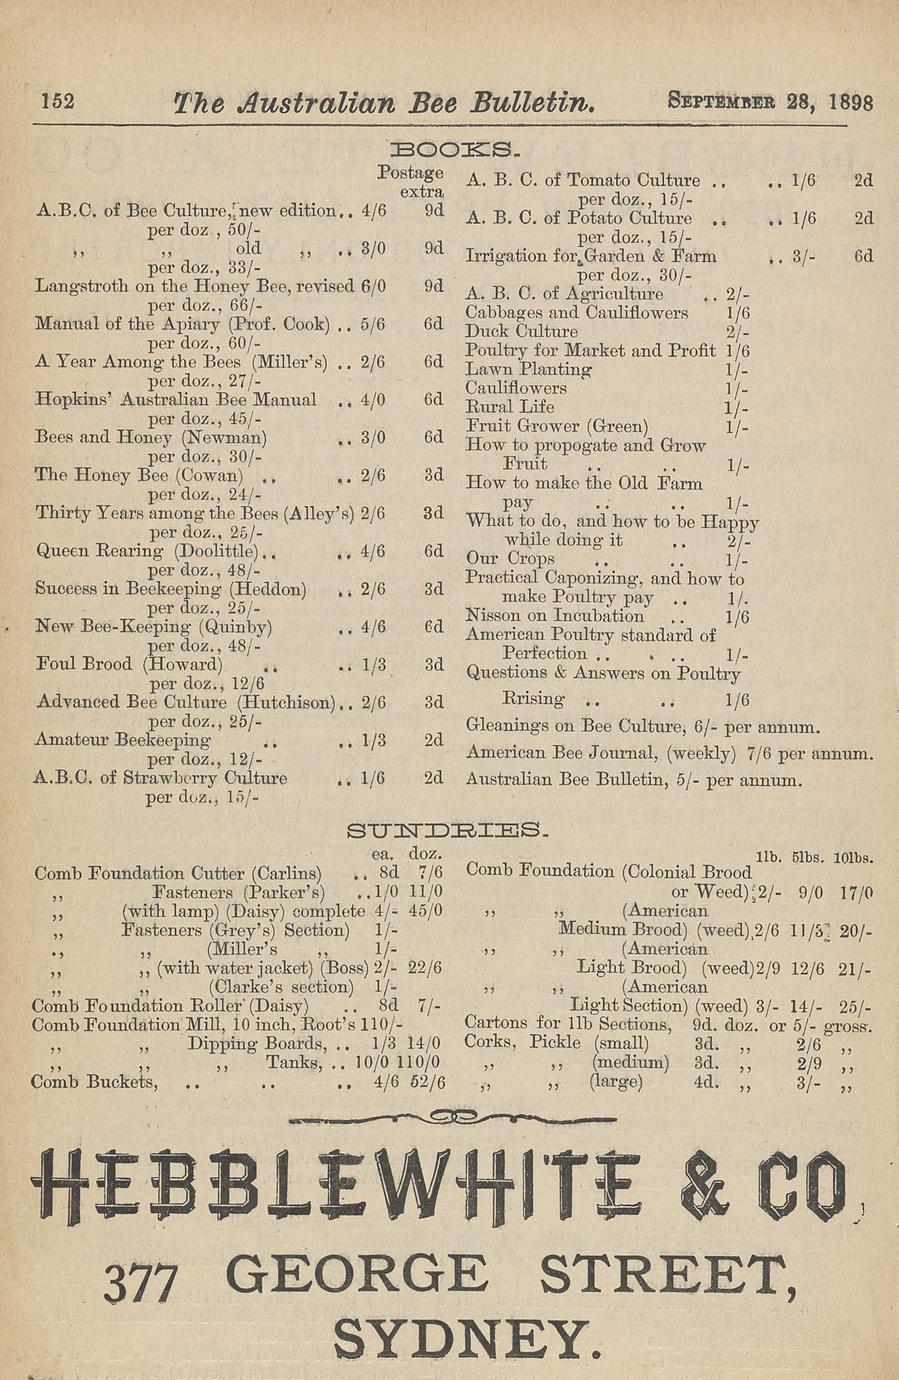 152 The Australian Bee Bulletin. SEPTEMBER 28, 1898
BOOKS.
Postage
extra
A.B.C. of Bee Culture, [new edition.. 4/6 9d
per doz , 50/-
,, ,, old ,, .. 3/0 9d
per doz., 33/-
Langstroth on the Honey Bee, revised 6/0 9d
per doz., 66/-
Manual of the Apiary (Prof. Cook) .. 5/6 6d
per doz., 60/-
A Year Among the Bees (Miller's) .. 2/6 6d
per doz., 27/-
Hopkins' Australian Bee Manual .. 4/0 6d
per doz., 45/-
Bees and Honey (Newman) .. 3/0 6d
per doz., 30/-
The Honey Bee (Cowan) .. .. 2/6 3d
per doz., 24/-
Thirty Years among the Bees (Alley's) 2/6 3d
per doz., 25/-
Queen Rearing (Doolittle).. .. 4/6 6d
per doz., 48/-
Success in Beekeeping (Heddon) .. 2/6 3d
per doz., 25/-
New Bee-Keeping (Quinby) .. 4/6 6d
per doz., 48/-
Foul Brood (Howard) .. .. 1/3 3d
per doz., 12/6
Advanced Bee Culture (Hutchison).. 2/6 3d
per doz., 25/-
Amateur Beekeeping .. .. 1/3 2d
per doz., 12/-
A.B.C. of Strawberry Culture .. 1/6 2d
per doz., 15/-
A. B. C. of Tomato Culture .. .. 1/6 2d
per doz., 15/-
A. B. C. of Potato Culture .. .. 1/6 2d
per doz., 15/-
Irrigation for Garden & Farm .. 3/- 6d
per doz., 30/-
A. B. C. of Agriculture .. 2/-
Cabbages and Cauliflowers 1/6
Duck Culture 2/-
Poultry for Market and Profit 1/6
Lawn Planting 1/-
Cauliflowers 1/-
Rural Life 1/-
Fruit Grower (Green) 1/-
How to propogate and Grow
Fruit .. .. 1/-
How to make the Old Farm
pay .. .. 1/-
What to do, and how to be Happy
while doing it .. 2/-
Our Crops .. .. 1/-
Practical Caponizing, and how to
make Poultry pay .. 1/.
Nisson on Incubation .. 1/6
American Poultry standard of
Perfection .. . .. 1/-
Questions & Answers on Poultry
Rrising .. .. 1/6
Gleanings on Bee Culture, 6/- per annum.
American Bee Journal, (weekly) 7/6 per annum.
Australian Bee Bulletin, 5/- per annum.
SUNDRIES.
ea. doz.
Comb Foundation Cutter (Carlins) .. 8d 7/6
,, Fasteners (Parker's) ..1/0 11/0
,, (with lamp) (Daisy) complete 4/- 45/0
,, Fasteners (Grey's) Section) 1/-
., ,, (Miller's ,, 1/-
,, ,, (with water jacket) (Boss) 2/- 22/6
,, ,, (Clarke's section) 1/-
Comb Foundation Roller (Daisy) .. 8d 7/-
Comb Foundation Mill, 10 inch, Root's 110/-
,, ,, Dipping Boards, .. 1/3 14/0
,, ,, ,, Tanks, .. 10/0 110/0
Comb Buckets, .. .. .. 4/6 52/6
1lb. 5lbs. 10lbs.
Comb Foundation (Colonial Brood
or Weed) 2/- 9/0 17/0
,, ,, (American
Medium Brood) (weed),2/6 11/5 20/-
,, ,, (American
Light Brood) (weed)2/9 12/6 21/-
,, ,, (American
Light Section) (weed) 3/- 14/- 25/-
Cartons for 1lb Sections, 9d. doz. or 5/- gross.
Corks, Pickle (small) 3d. ,, 2/6 ,,
,, ,, (medium) 3d. ,, 2/9 ,,
,, ,, (large) 4d. ,, 3/- ,,
HEBBLEWHITE & CO,
377 GEORGE STREET,
SYDNEY.